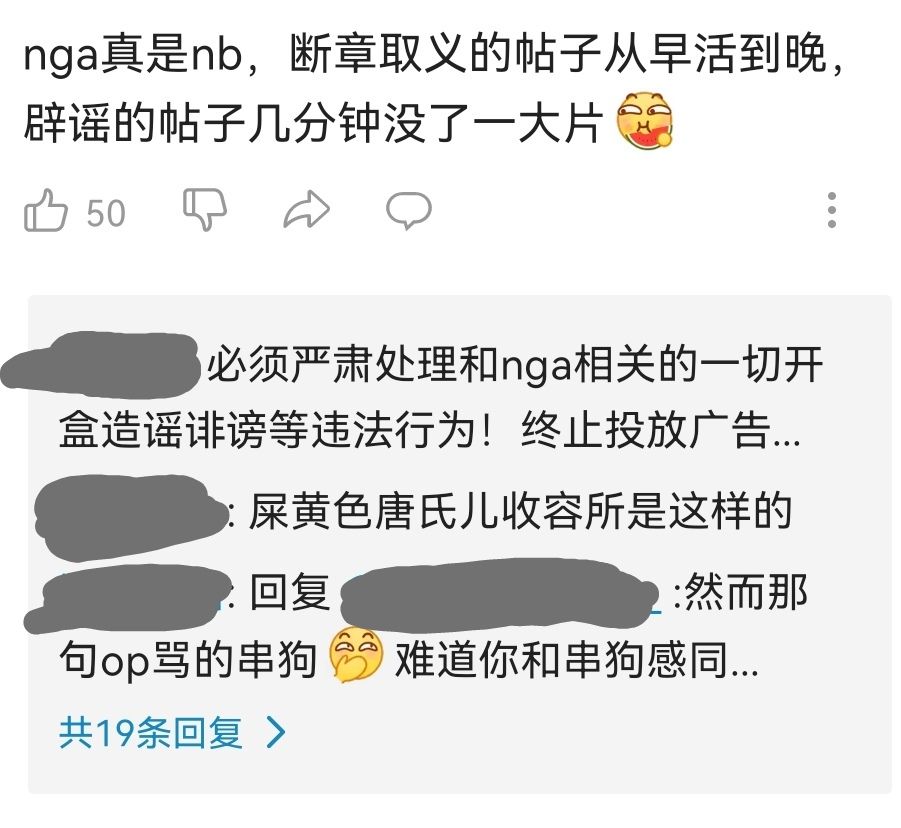 nga真是nb，断章取义的帖子从早活到晚，
辟谣的帖子几分钟没了一大片
50
必须严肃处理和nga相关的一切开
盒造谣诽谤等违法行为！终止投放广告...
: 屎黄色唐氏儿收容所是这样的
: 回复 :然而那
句op骂的串狗 难道你和串狗感同...
共19条回复